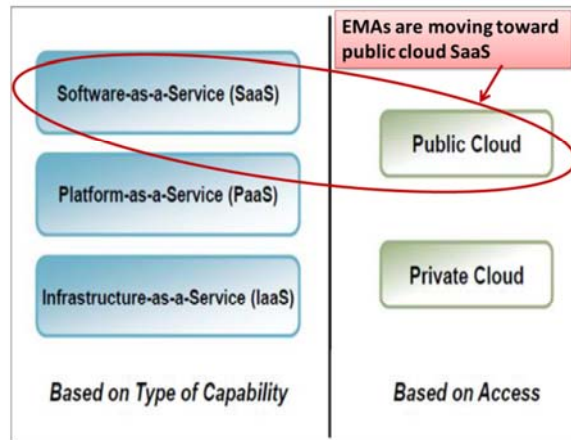 EMAs are moving toward
public cloud SaaS
Software-as-a-Service (SaaS)
Public Cloud
Platform-as-a-Service (PaaS)
Private Cloud
Infrastructure-as-a-Service (IaaS)
Based on Type of Capability
Based on Access